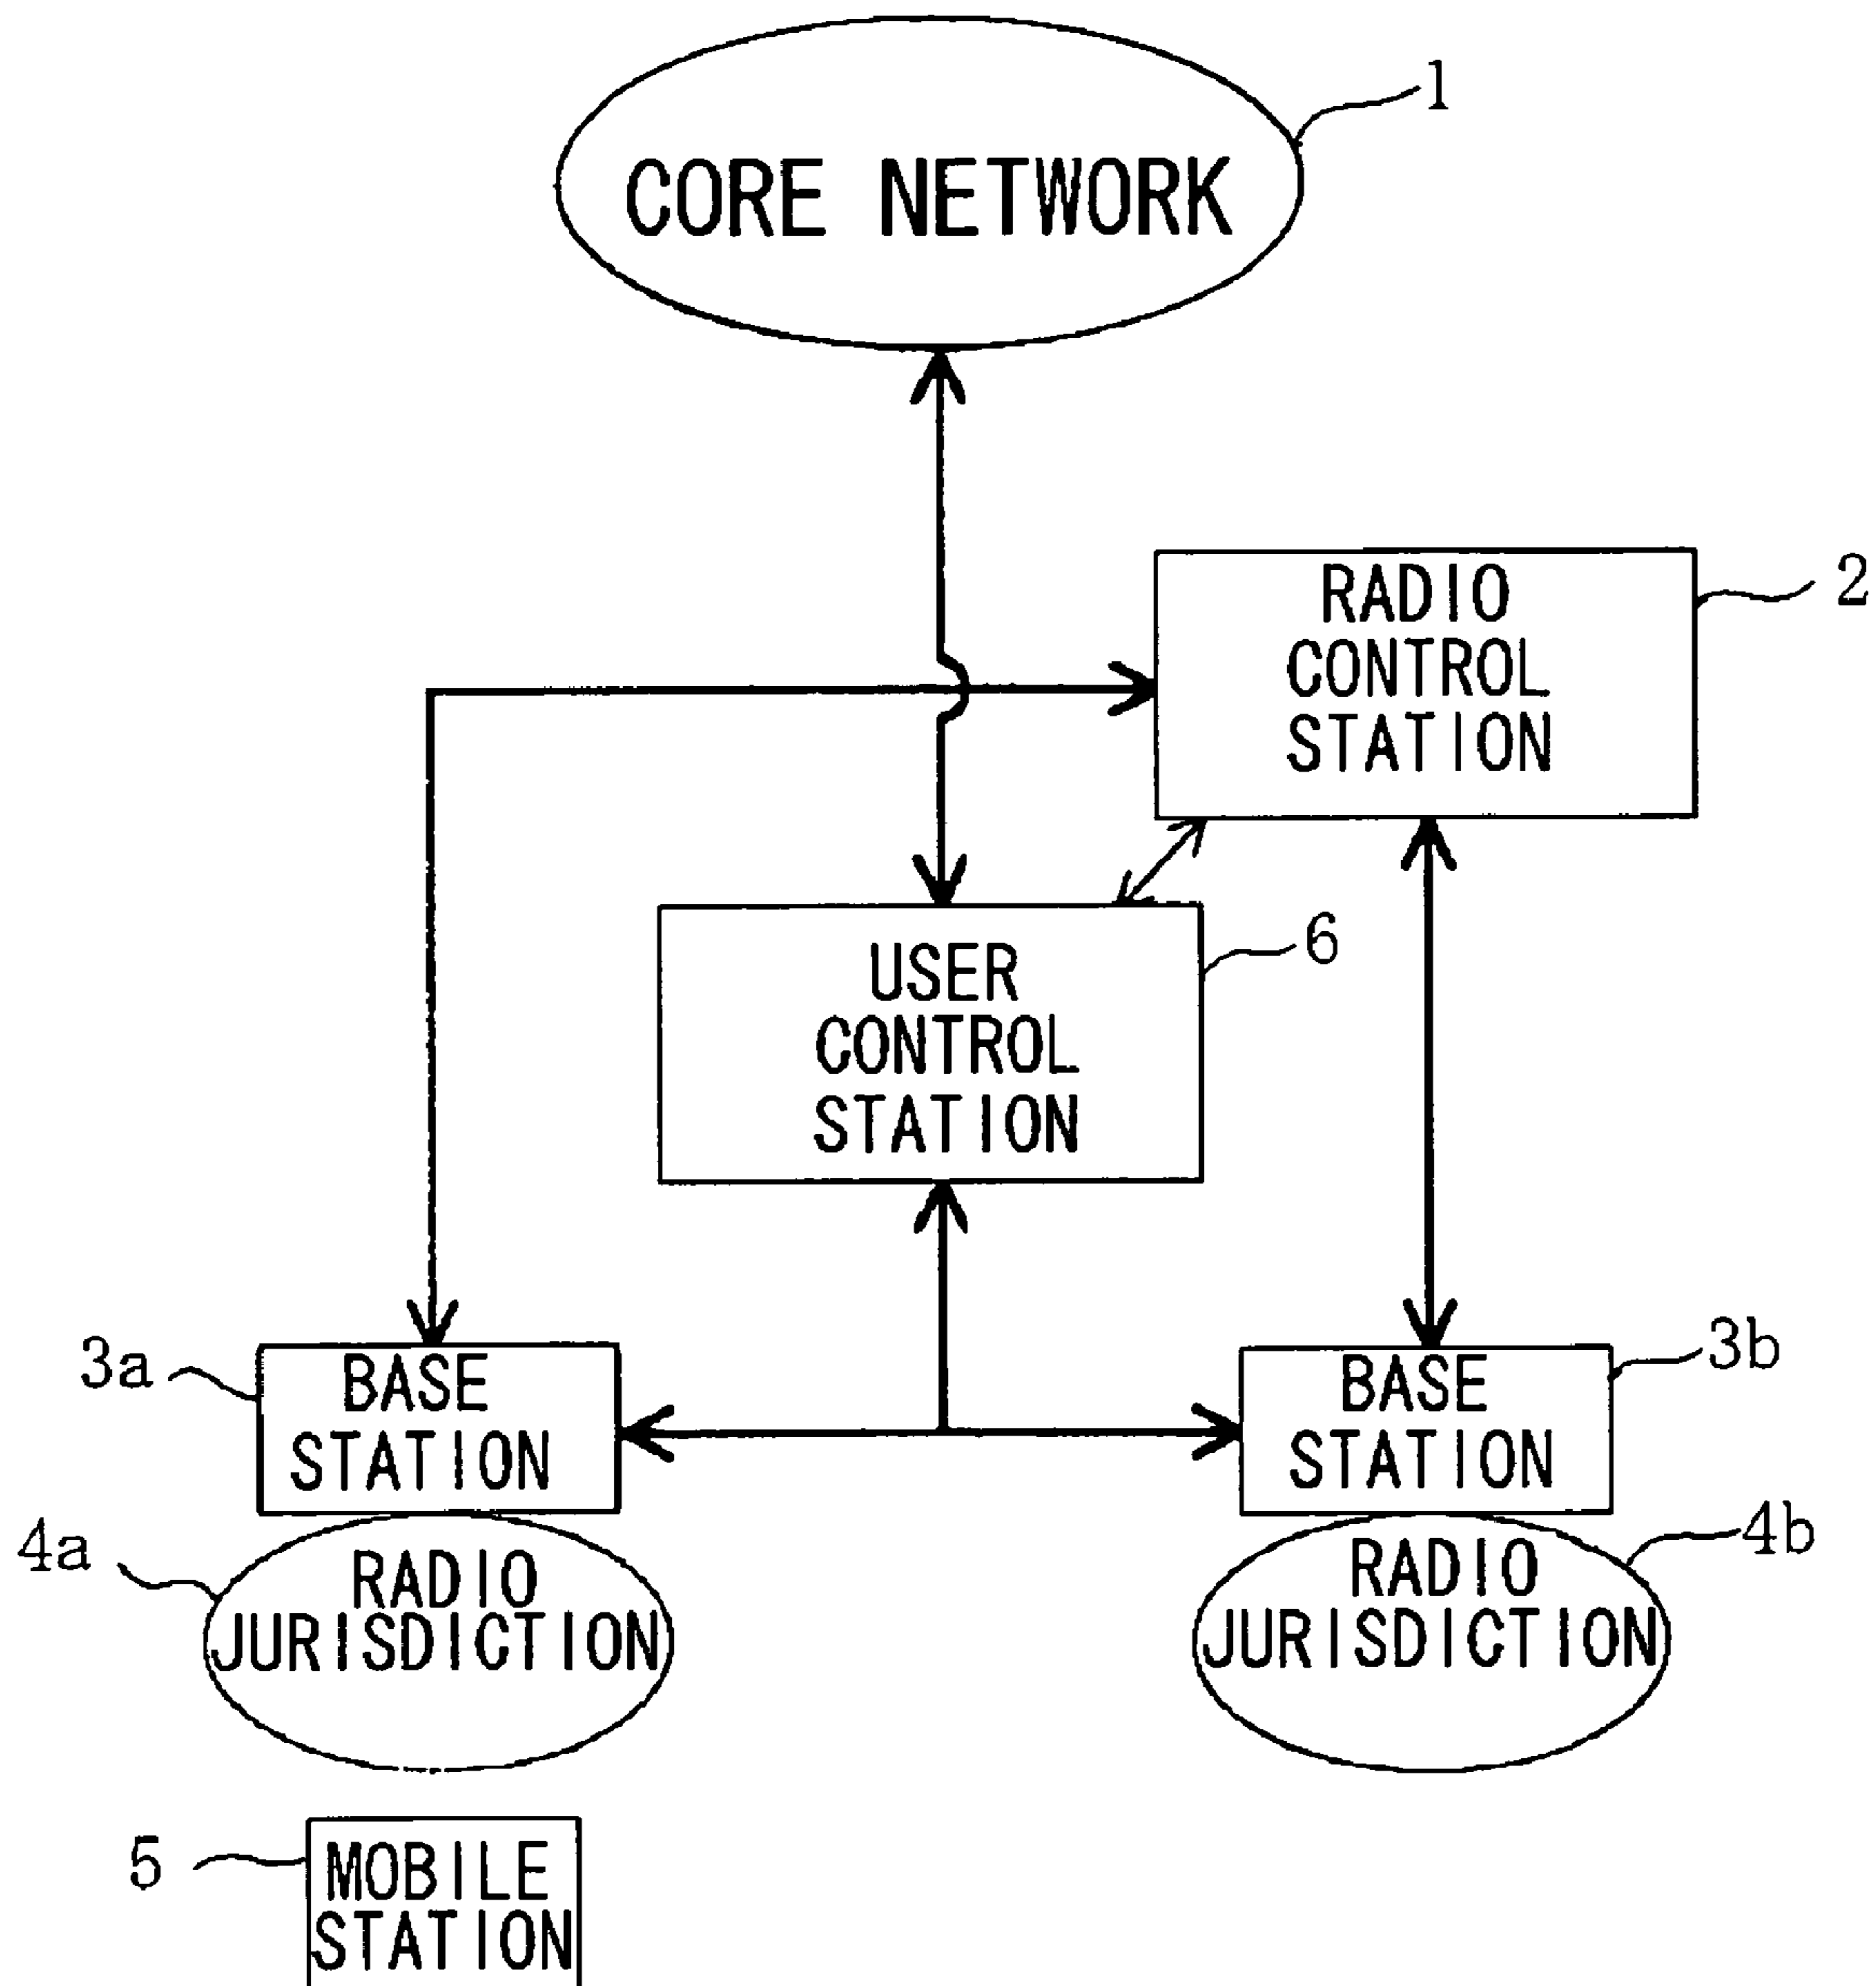 1
CORE NETWORK
2
RADIO
CONTROL
STATION
6
USER
CONTROL
STATION
3a
BASE
STATION
3b
BASE
STATION
4a
RADIO
JURISDICTION
4b
RADIO
JURISDICTION
5
MOBILE
STATION